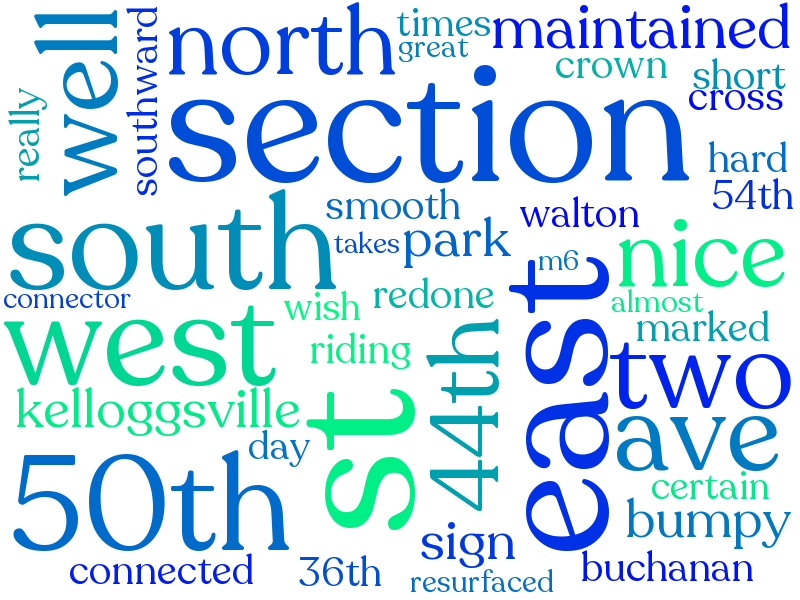 well
southward
north
times
great
maintained
crown
short
cross
really
section
hard
54th
south
smooth
takes
park
walton
m6
nice
almost
connector
west
wish
redone
riding
44th
east
marked
two
kelloggsville
st
ave
day
50th
certain
bumpy
sign
connected
36th
resurfaced
buchanan